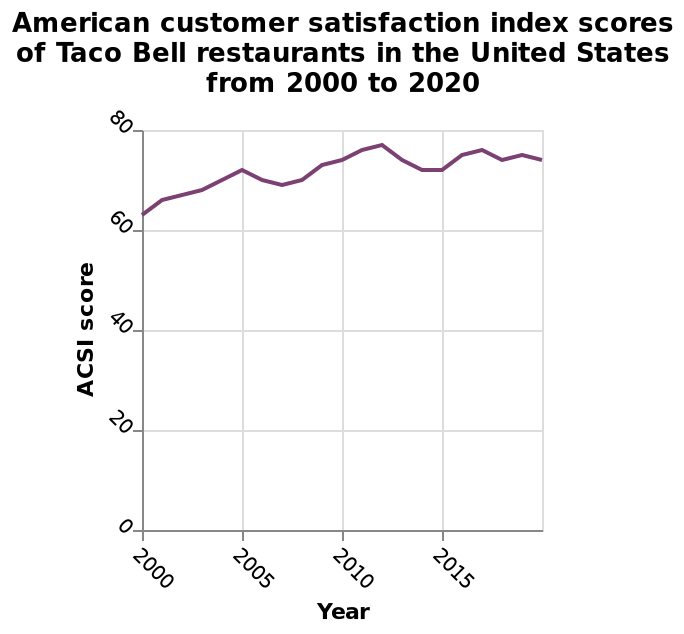 American customer satisfaction index scores
of Taco Bell restaurants in the United States
from 2000 to 2020
80
60
40
20
0
ACSI score
2000
2005
2010
2015
Year